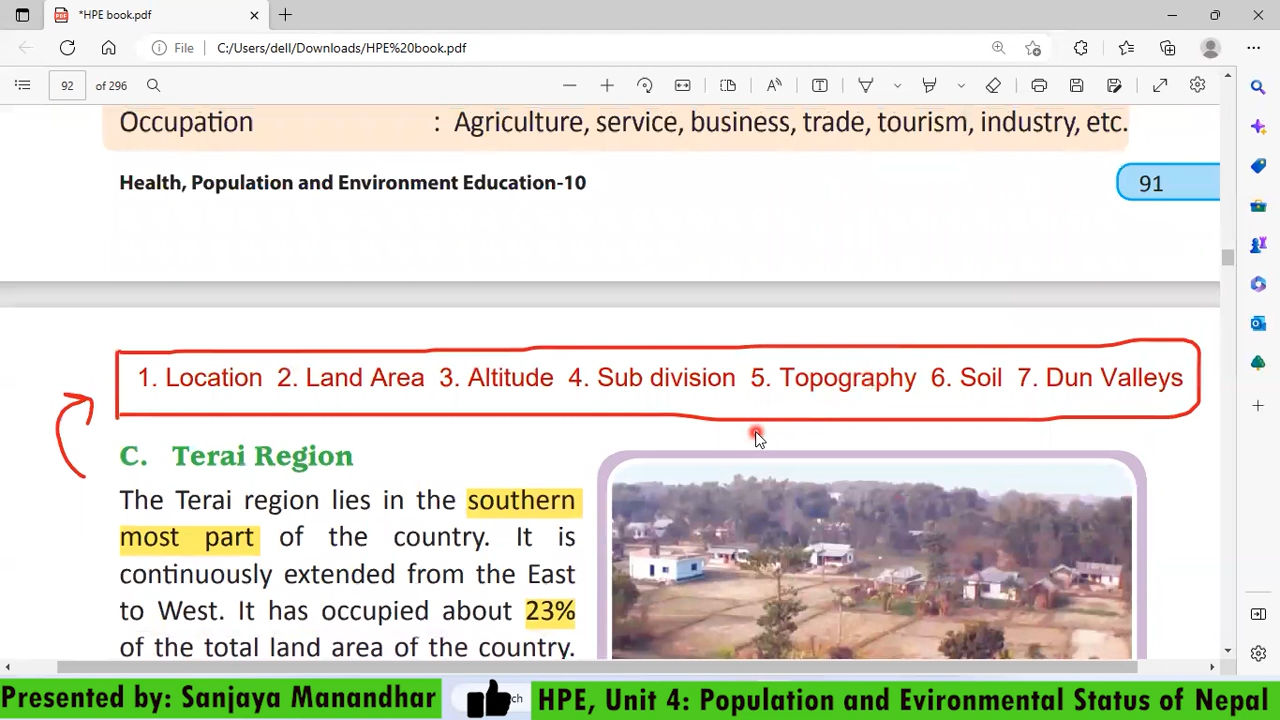 *HPE book.pdf
File C:/Users/dell/Downloads/HPE%20book.pdf
92 of 296
Occupation : Agriculture, service, business, trade, tourism, industry, etc.
Health, Population and Environment Education-10 91
1. Location 2. Land Area 3. Altitude 4. Sub division 5. Topography 6. Soil 7. Dun Valleys
C. Terai Region
The Terai region lies in the southern
most part of the country. It is
continuously extended from the East
to West. It has occupied about 23%
of the total land area of the country.
Presented by: Sanjaya Manandhar HPE, Unit 4: Population and Evironmental Status of Nepal